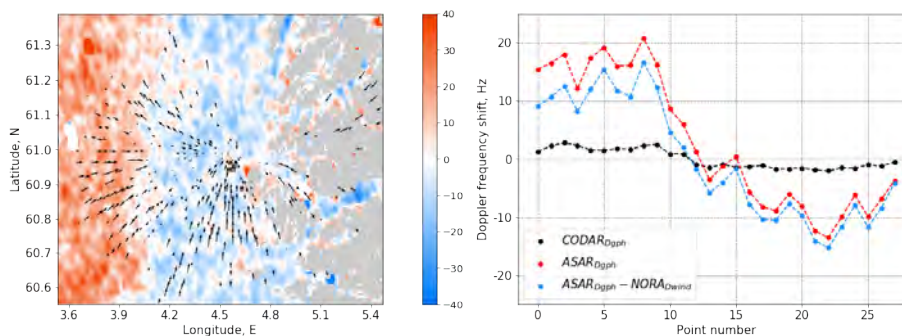 61.3
61.2
61.1
61.0
60.9
60.8
60.7
60.6
Latitude, N
3.6 3.9 4.2 4.5 4.8 5.1 5.4
Longitude, E
40
30
20
10
0
−10
−20
−30
−40
Doppler frequency shift, Hz
20
10
0
−10
−20
CODAR_Dgph
ASAR_Dgph
ASAR_Dgph − NORA_Dwind
0 5 10 15 20 25
Point number